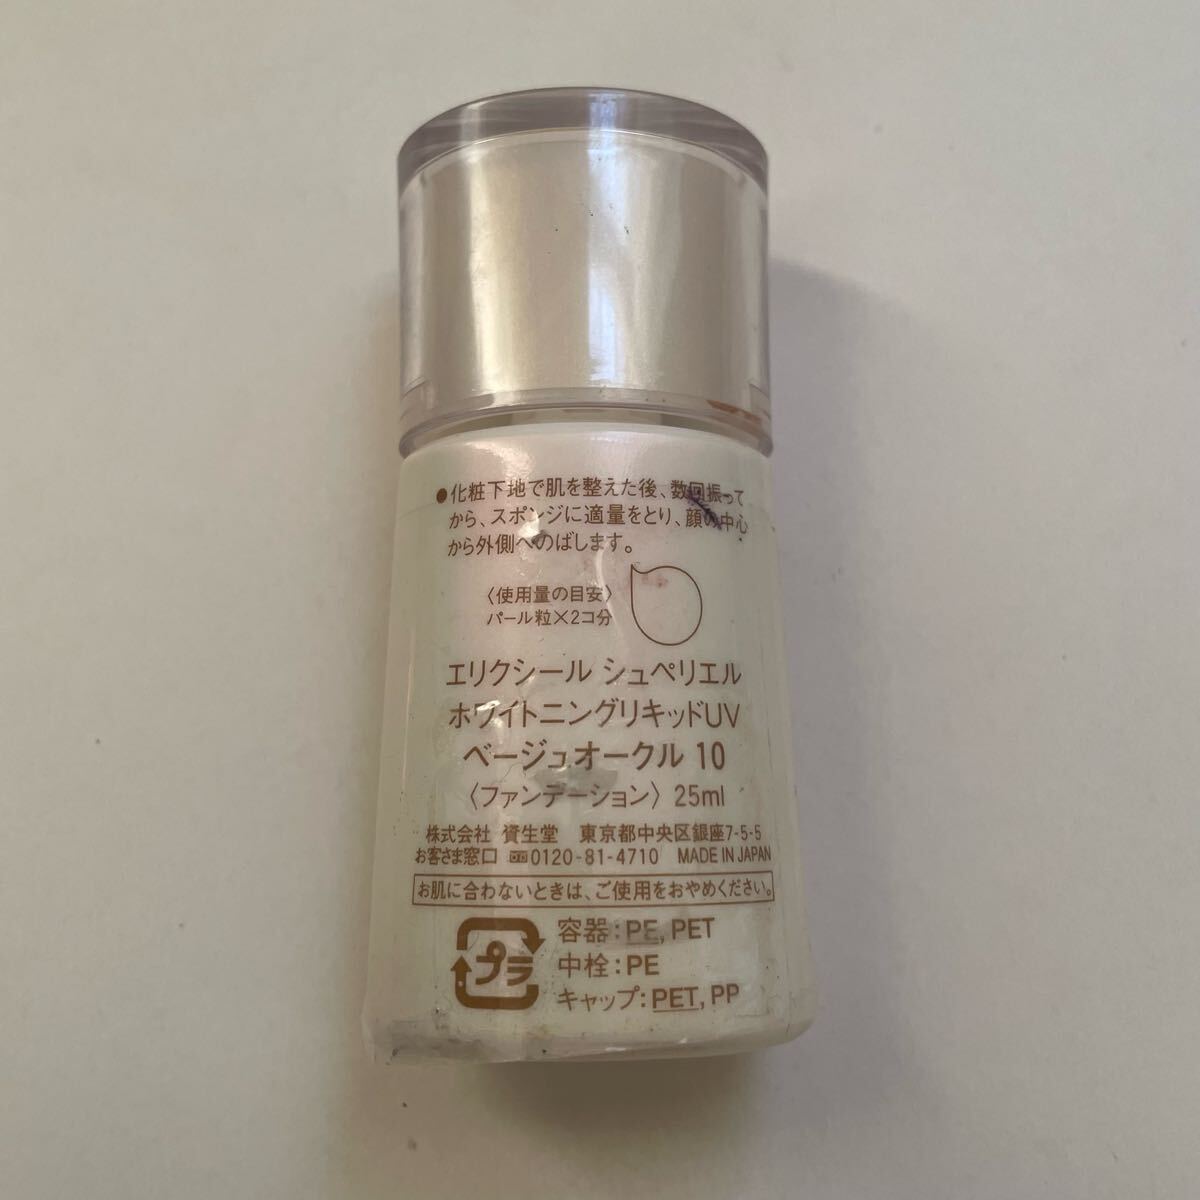 ●化粧下地で肌を整えた後、数回振って
から、スポンジに適量をとり、顔の中心
から外側へのばします。
〈使用量の目安〉
パール粒×2コ分
エリクシール シュペリエル
ホワイトニングリキッドUV
ベージュオークル 10
〈ファンデーション〉 25ml
株式会社 資生堂 東京都中央区銀座7-5-5
お客さま窓口 0120-81-4710 MADE IN JAPAN
お肌に合わないときは、ご使用をおやめください。
プラ
容器:PE, PET
中栓:PE
キャップ:PET, PP